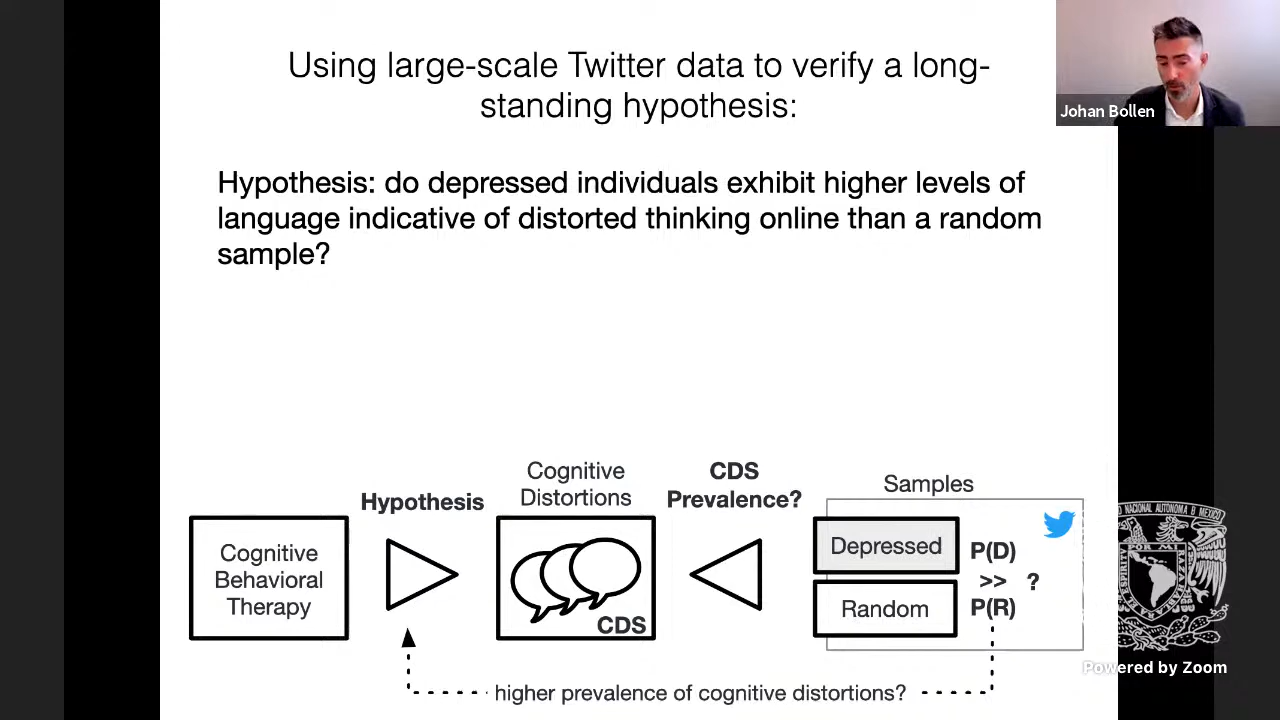 Using large-scale Twitter data to verify a long-
standing hypothesis:
Johan Bollen
Hypothesis: do depressed individuals exhibit higher levels of
language indicative of distorted thinking online than a random
sample?
Cognitive
Behavioral
Therapy
Hypothesis
Cognitive
Distortions
CDS
CDS
Prevalence?
Samples
Depressed
Random
P(D)
>> ?
P(R)
higher prevalence of cognitive distortions?
NACIONAL AUTONOMA
Powered by Zoom